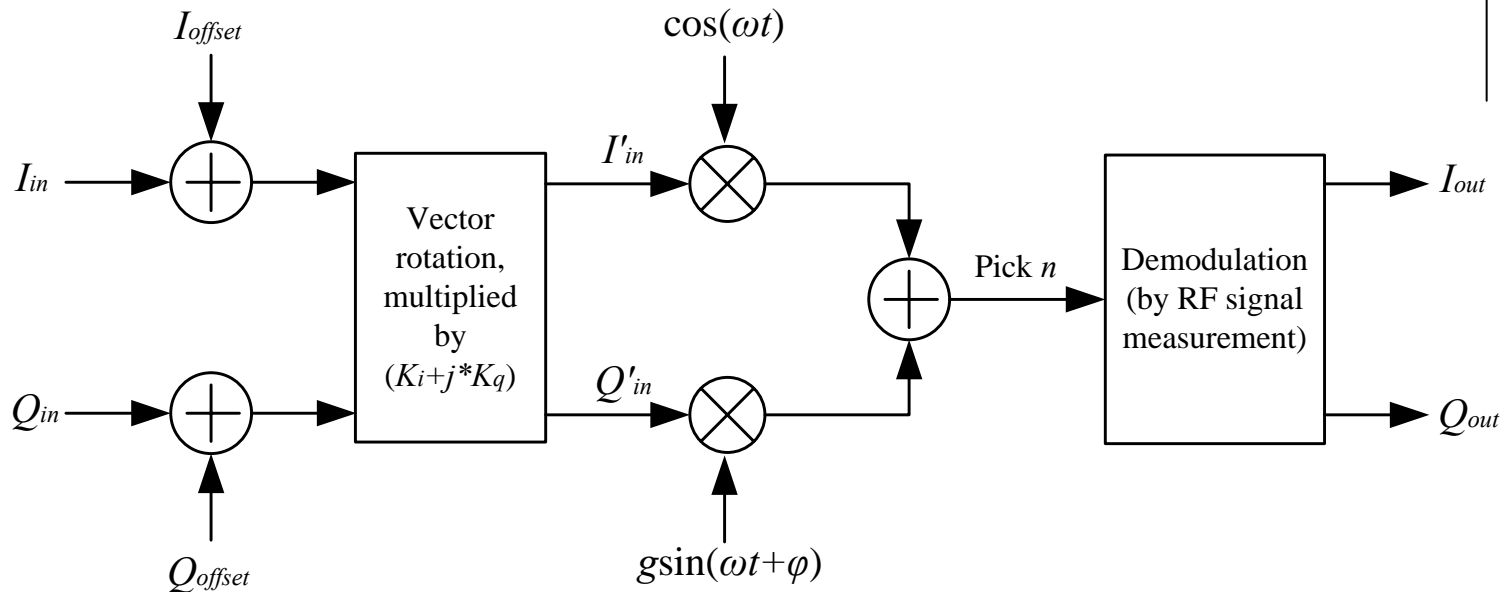 I_offset
cos(ωt)
I_in
I'_in
I_out
Vector
rotation,
multiplied
by
(K_i+j*K_q)
Pick n
Demodulation
(by RF signal
measurement)
Q_in
Q'_in
Q_out
Q_offset
gsin(ωt+φ)